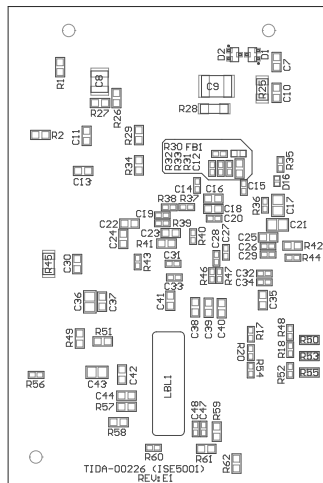 D2
D1
C7
R1
C8
C9
R25
C10
R27
R26
R28
R2
C11
R29
R30 FB1
R32
R33
R31
C12
R34
R35
C13
D16
C14
C15
C16
R38
R37
R36
C17
C18
C19
C20
R39
C22
C21
C23
C24
R40
C25
R41
C26
R42
C27
C28
C29
R44
R45
C30
R43
C31
R46
R47
C32
C33
C34
C36
C37
C41
C38
C39
C40
C35
R49
R51
R17
R48
R50
R20
R18
R53
R54
R52
R55
R56
C43
C42
LBL1
C44
R57
R58
C48
C47
R59
R60
R61
R62
TIDA-00226 (ISE5001)
REV:E1